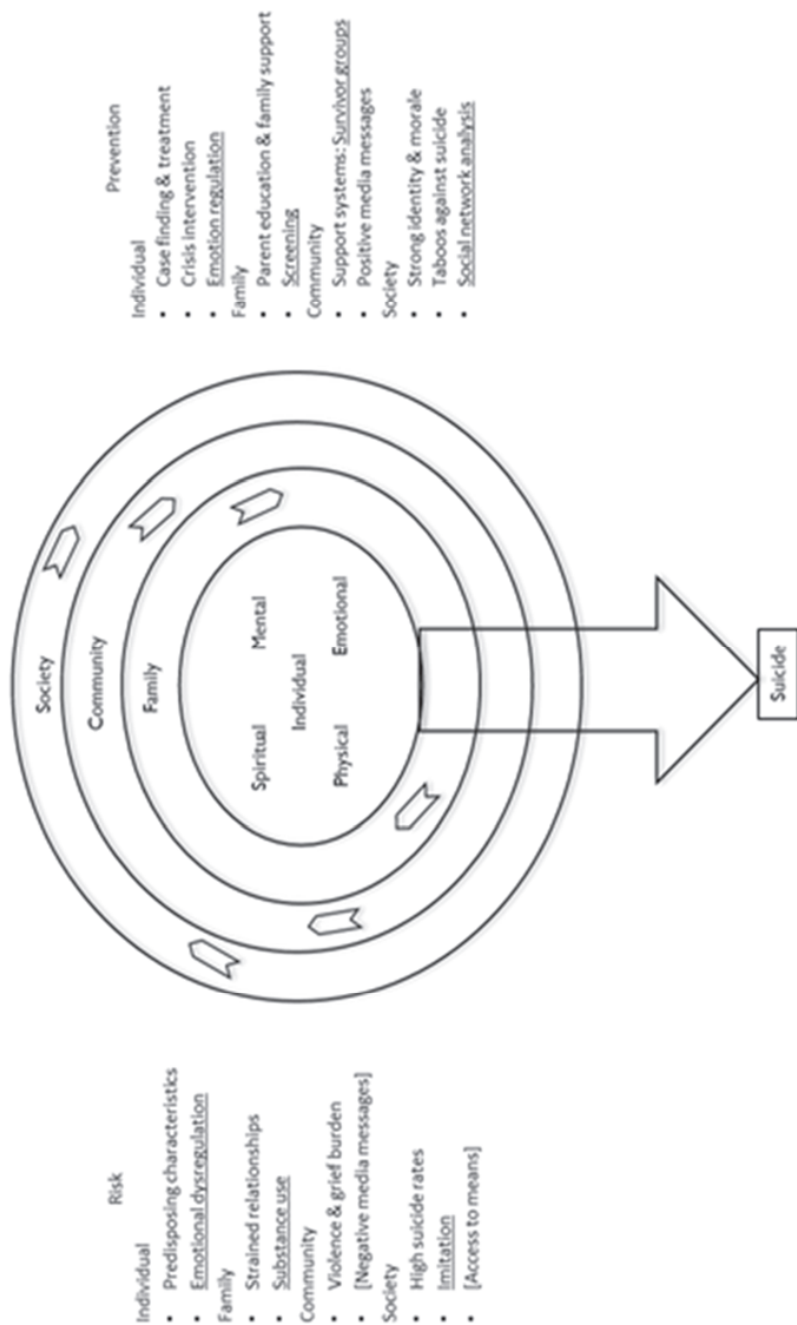 Risk
Individual
• Predisposing characteristics
• Emotional dysregulation
Family
• Strained relationships
• Substance use
Community
• Violence & grief burden
• [Negative media messages]
Society
• High suicide rates
• Imitation
• [Access to means]
Society
Community
Family
Spiritual Mental
Individual
Physical Emotional
Suicide
Prevention
Individual
• Case finding & treatment
• Crisis intervention
• Emotion regulation
Family
• Parent education & family support
• Screening
Community
• Support systems: Survivor groups
• Positive media messages
Society
• Strong identity & morale
• Taboos against suicide
• Social network analysis